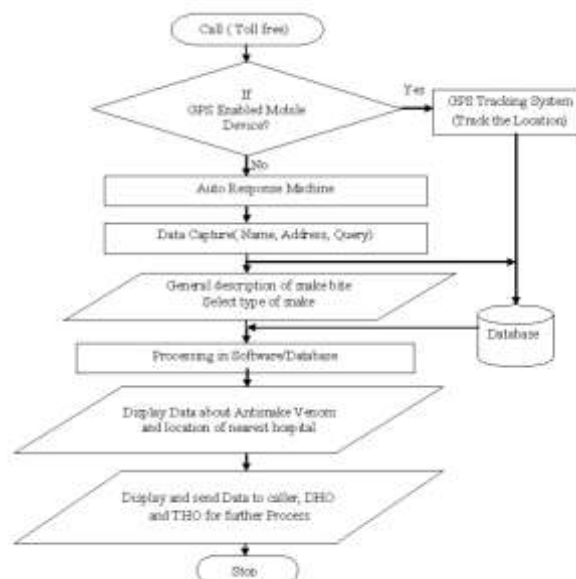 Call ( Toll free)
If
GPS Enabled Mobile
Device?
Yes
GPS Tracking System
(Track the Location)
No
Auto Response Machine
Data Capture( Name, Address, Query)
General description of snake bite
Select type of snake
Database
Processing in Software/Database
Display Data about Antisnake Venom
and location of nearest hospital
Display and send Data to caller, DHO
and THO for further Process
Stop